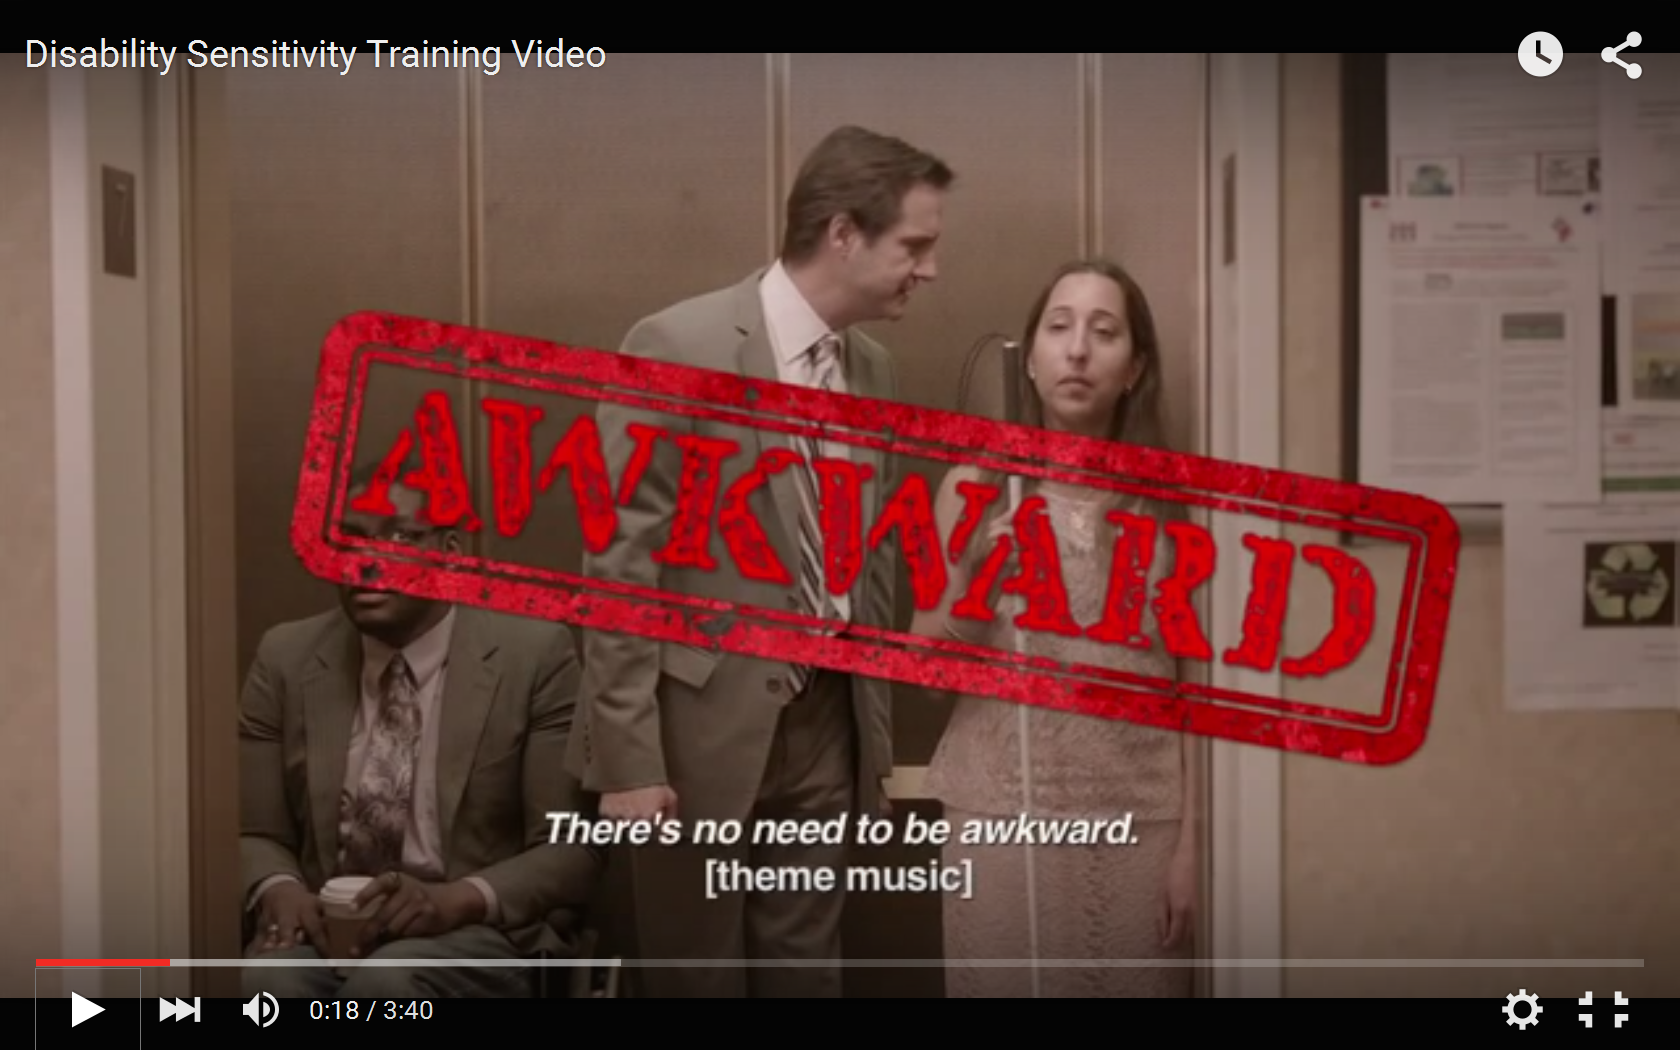 Disability Sensitivity Training Video
AWKWARD
There's no need to be awkward.
[theme music]
0:18 / 3:40